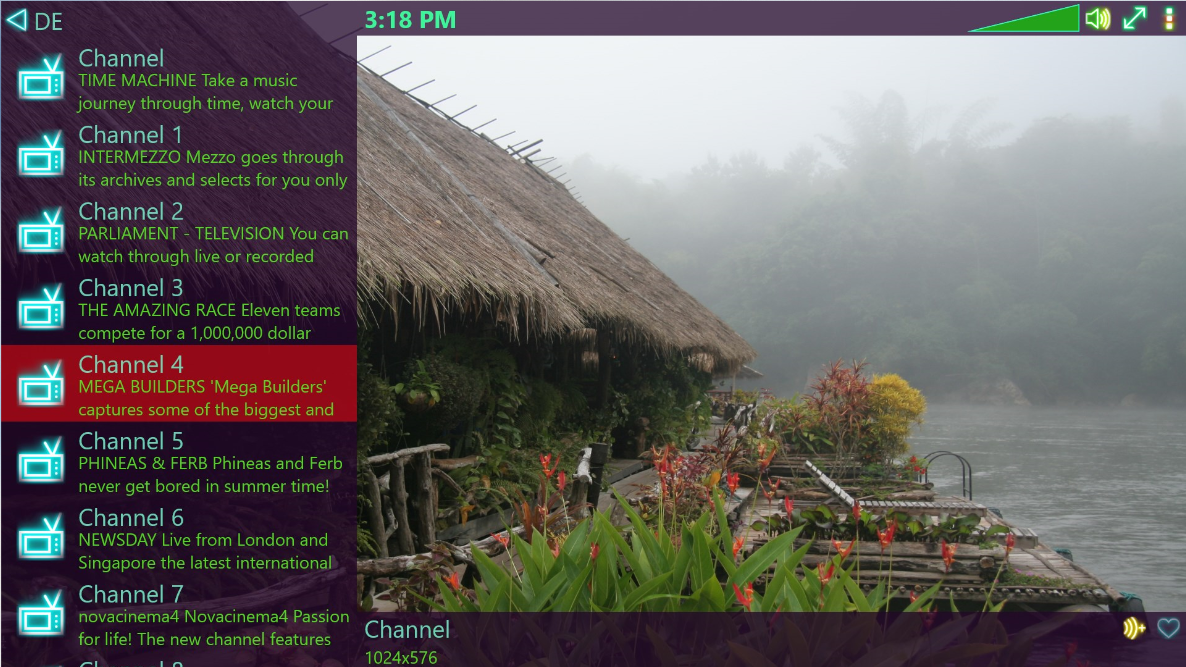 DE
3:18 PM
Channel
TIME MACHINE Take a music
journey through time, watch your
Channel 1
INTERMEZZO Mezzo goes through
its archives and selects for you only
Channel 2
PARLIAMENT - TELEVISION You can
watch through live or recorded
Channel 3
THE AMAZING RACE Eleven teams
compete for a 1,000,000 dollar
Channel 4
MEGA BUILDERS 'Mega Builders'
captures some of the biggest and
Channel 5
PHINEAS & FERB Phineas and Ferb
never get bored in summer time!
Channel 6
NEWSDAY Live from London and
Singapore the latest international
Channel 7
novacinema4 Novacinema4 Passion
for life! The new channel features
Channel 8
Channel
1024x576